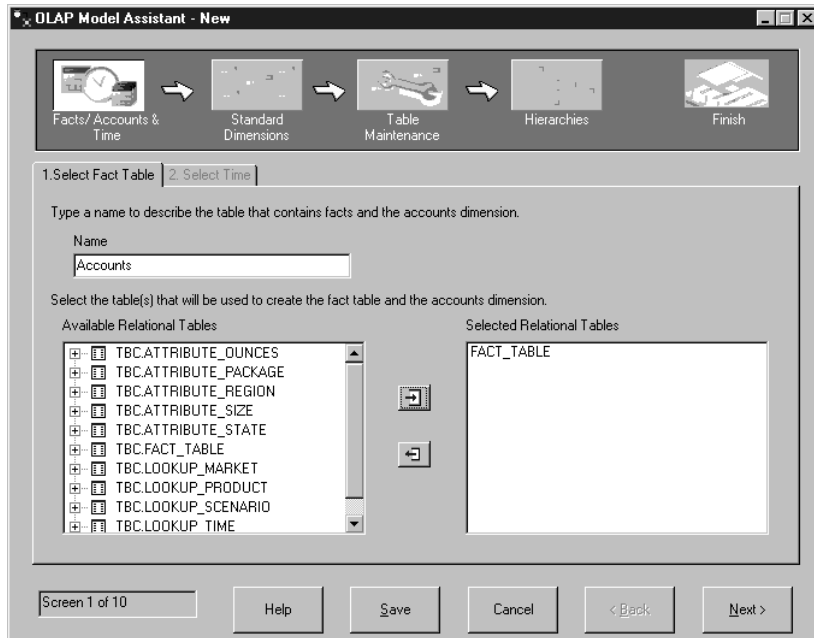 OLAP Model Assistant - New
Facts/ Accounts &
Time
Standard
Dimensions
Table
Maintenance
Hierarchies
Finish
1.Select Fact Table
2. Select Time
Type a name to describe the table that contains facts and the accounts dimension.
Name
Accounts
Select the table(s) that will be used to create the fact table and the accounts dimension.
Available Relational Tables
TBC.ATTRIBUTE_OUNCES
TBC.ATTRIBUTE_PACKAGE
TBC.ATTRIBUTE_REGION
TBC.ATTRIBUTE_SIZE
TBC.ATTRIBUTE_STATE
TBC.FACT_TABLE
TBC.LOOKUP_MARKET
TBC.LOOKUP_PRODUCT
TBC.LOOKUP_SCENARIO
TBC.LOOKUP_TIME
Selected Relational Tables
FACT_TABLE
Screen 1 of 10
Help
Save
Cancel
< Back
Next >